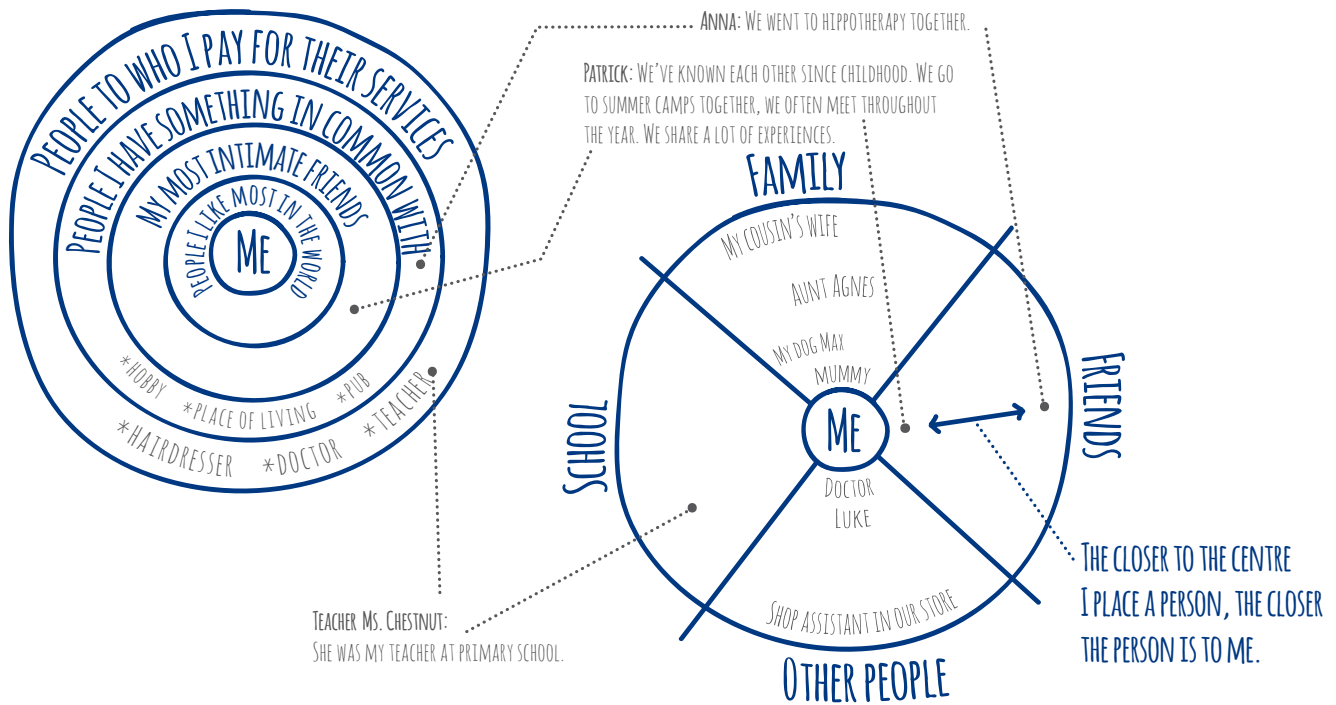 Anna: We went to hippotherapy together.
Patrick: We've known each other since childhood. We go
to summer camps together, we often meet throughout
the year. We share a lot of experiences.
People to who I pay for their services
People I have something in common with
My most intimate friends
People I like most in the world
Me
*hobby
*place of living
*pub
*hairdresser
*doctor
*teacher
Family
My cousin's wife
Aunt Agnes
My dog Max
mummy
Me
Friends
School
Doctor
Luke
Shop assistant in our store
Other people
The closer to the centre
I place a person, the closer
the person is to me.
Teacher Ms. Chestnut:
She was my teacher at primary school.